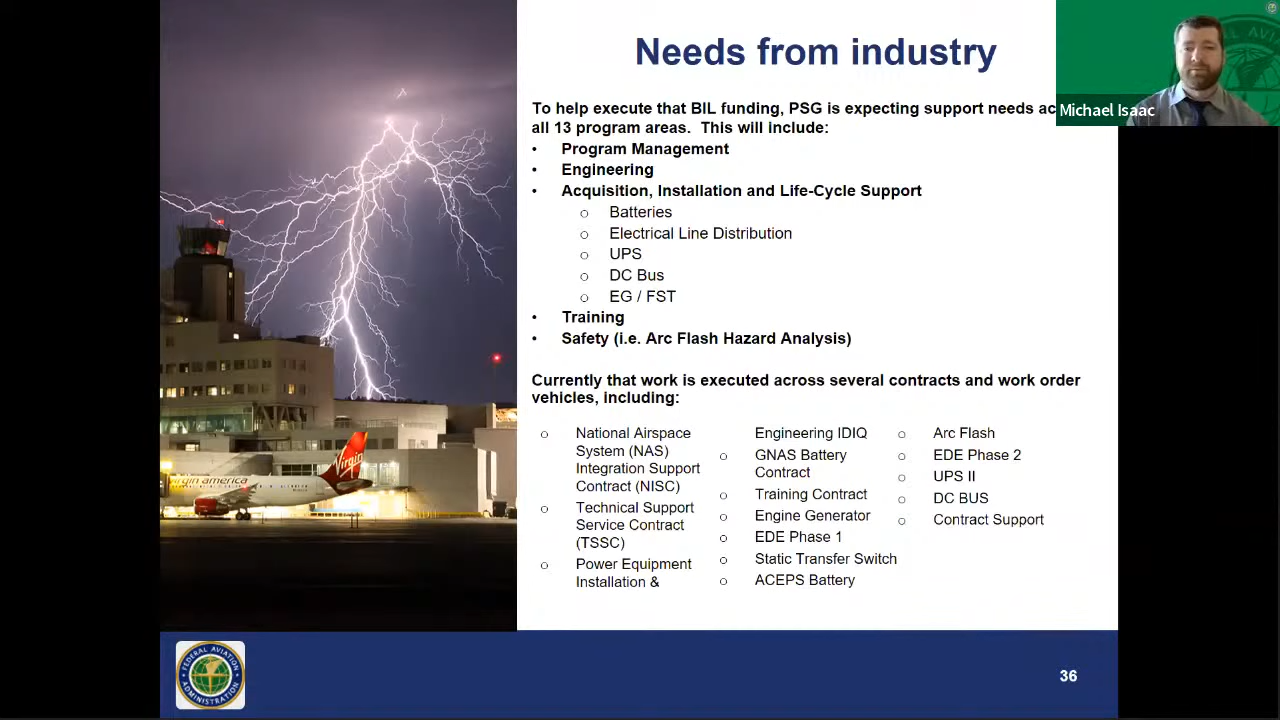 Needs from industry
Michael Isaac
To help execute that BIL funding, PSG is expecting support needs ac
all 13 program areas. This will include:
• Program Management
• Engineering
• Acquisition, Installation and Life-Cycle Support
o Batteries
o Electrical Line Distribution
o UPS
o DC Bus
o EG / FST
• Training
• Safety (i.e. Arc Flash Hazard Analysis)
Currently that work is executed across several contracts and work order
vehicles, including:
o National Airspace
System (NAS)
Integration Support
Contract (NISC)
o Technical Support
Service Contract
(TSSC)
o Power Equipment
Installation &
Engineering IDIQ
o GNAS Battery
Contract
o Training Contract
o Engine Generator
o EDE Phase 1
o Static Transfer Switch
o ACEPS Battery
o Arc Flash
o EDE Phase 2
o UPS II
o DC BUS
o Contract Support
Virgin
virgin america
FEDERAL AVIATION
ADMINISTRATION
36